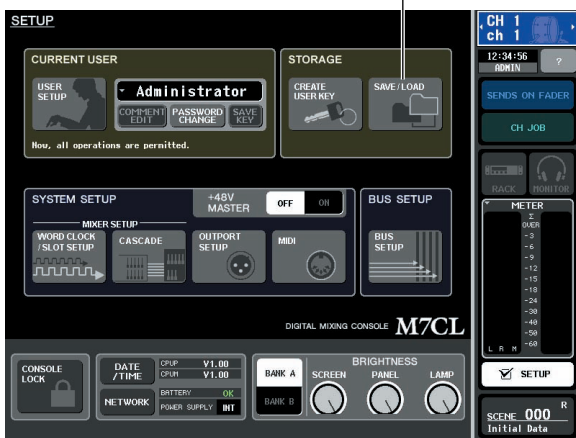 SETUP
CURRENT USER
USER
SETUP
Administrator
COMMENT
EDIT
PASSWORD
CHANGE
SAVE
KEY
Now, all operations are permitted.
STORAGE
CREATE
USER KEY
SAVE/LOAD
SYSTEM SETUP
+48V
MASTER
OFF
ON
MIXER SETUP
WORD CLOCK
/SLOT SETUP
CASCADE
OUTPORT
SETUP
MIDI
BUS SETUP
BUS
SETUP
DIGITAL MIXING CONSOLE M7CL
CONSOLE
LOCK
DATE
/TIME
CPUP V1.00
CPUM V1.00
NETWORK
BATTERY OK
POWER SUPPLY INT
BANK A
BANK B
BRIGHTNESS
SCREEN PANEL LAMP
CH 1
ch 1
12:34:56
ADMIN
?
SENDS ON FADER
CH JOB
RACK
MONITOR
METER
Σ
OVER
-3
-6
-9
-12
-15
-18
-24
-30
-40
-50
-60
L R M
SETUP
R
SCENE 000
Initial Data